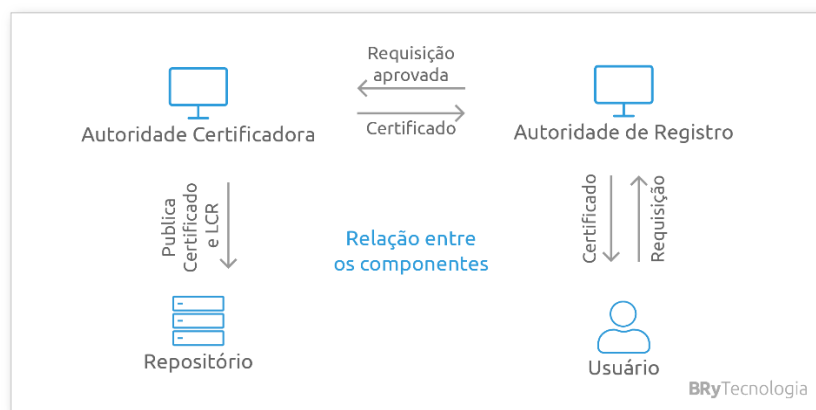 Requisição
aprovada
Certificado
Autoridade Certificadora
Autoridade de Registro
Publica
Certificado
e LCR
Relação entre
os componentes
Certificado
Requisição
Repositório
Usuário
BRyTecnologia